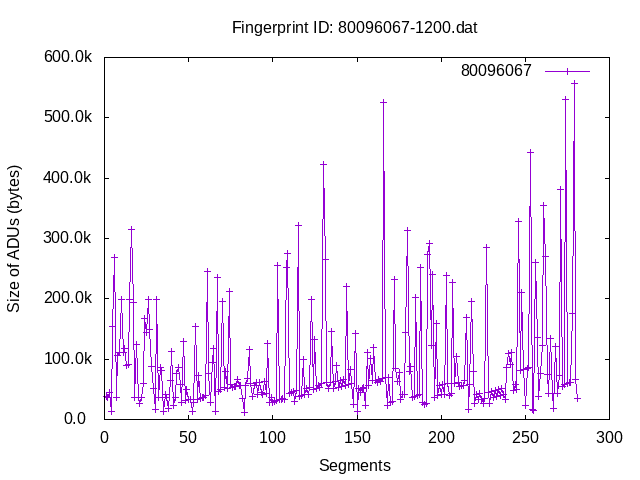 Fingerprint ID: 80096067-1200.dat
600.0k
80096067
500.0k
400.0k
300.0k
200.0k
100.0k
0.0
Size of ADUs (bytes)
0 50 100 150 200 250 300
Segments